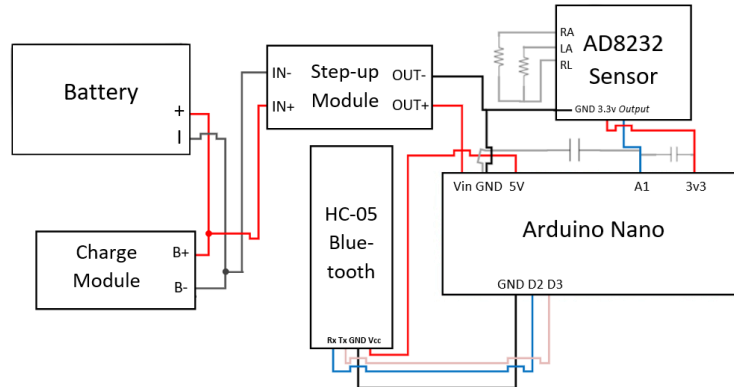 Battery
+
I
Charge
Module
B+
B-
IN-
IN+
Step-up
Module
OUT-
OUT+
RA
LA
RL
AD8232
Sensor
GND 3.3v Output
HC-05
Blue-
tooth
Rx Tx GND Vcc
Vin GND 5V A1 3v3
Arduino Nano
GND D2 D3